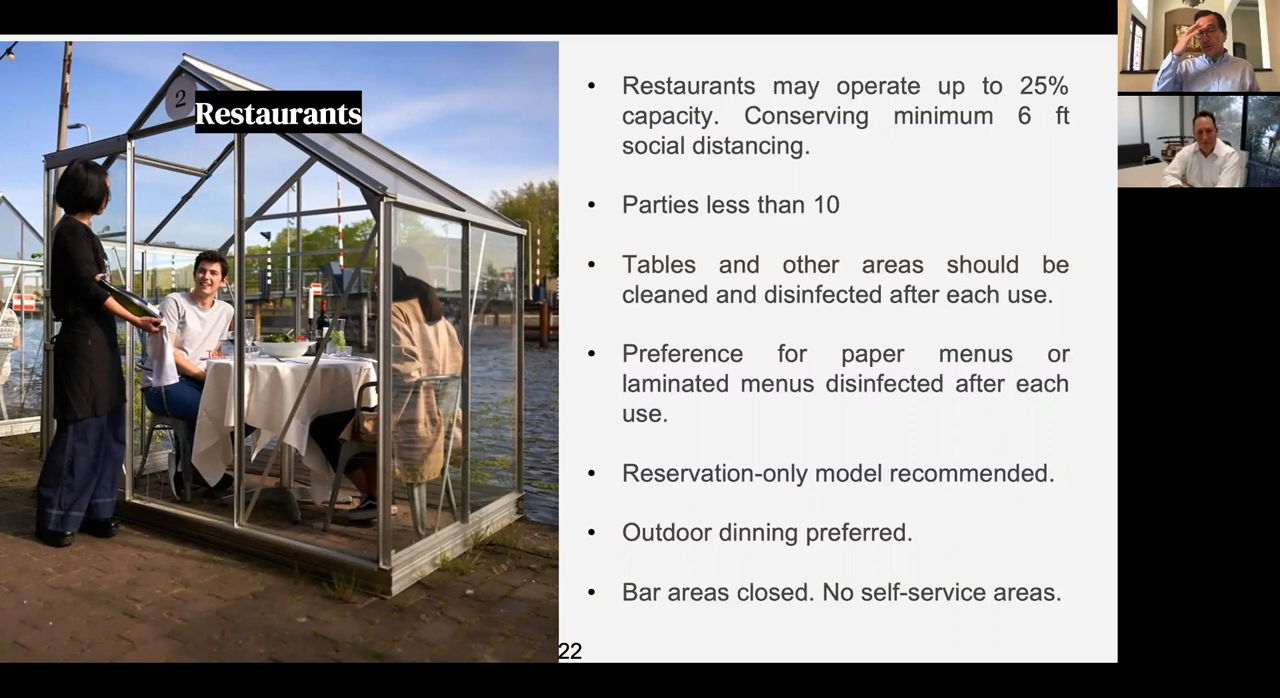 2
Restaurants
Text
• Restaurants may operate up to 25%
capacity. Conserving minimum 6 ft
social distancing.
• Parties less than 10
• Tables and other areas should be
cleaned and disinfected after each use.
• Preference for paper menus or
laminated menus disinfected after each
use.
• Reservation-only model recommended.
• Outdoor dinning preferred.
• Bar areas closed. No self-service areas.
22